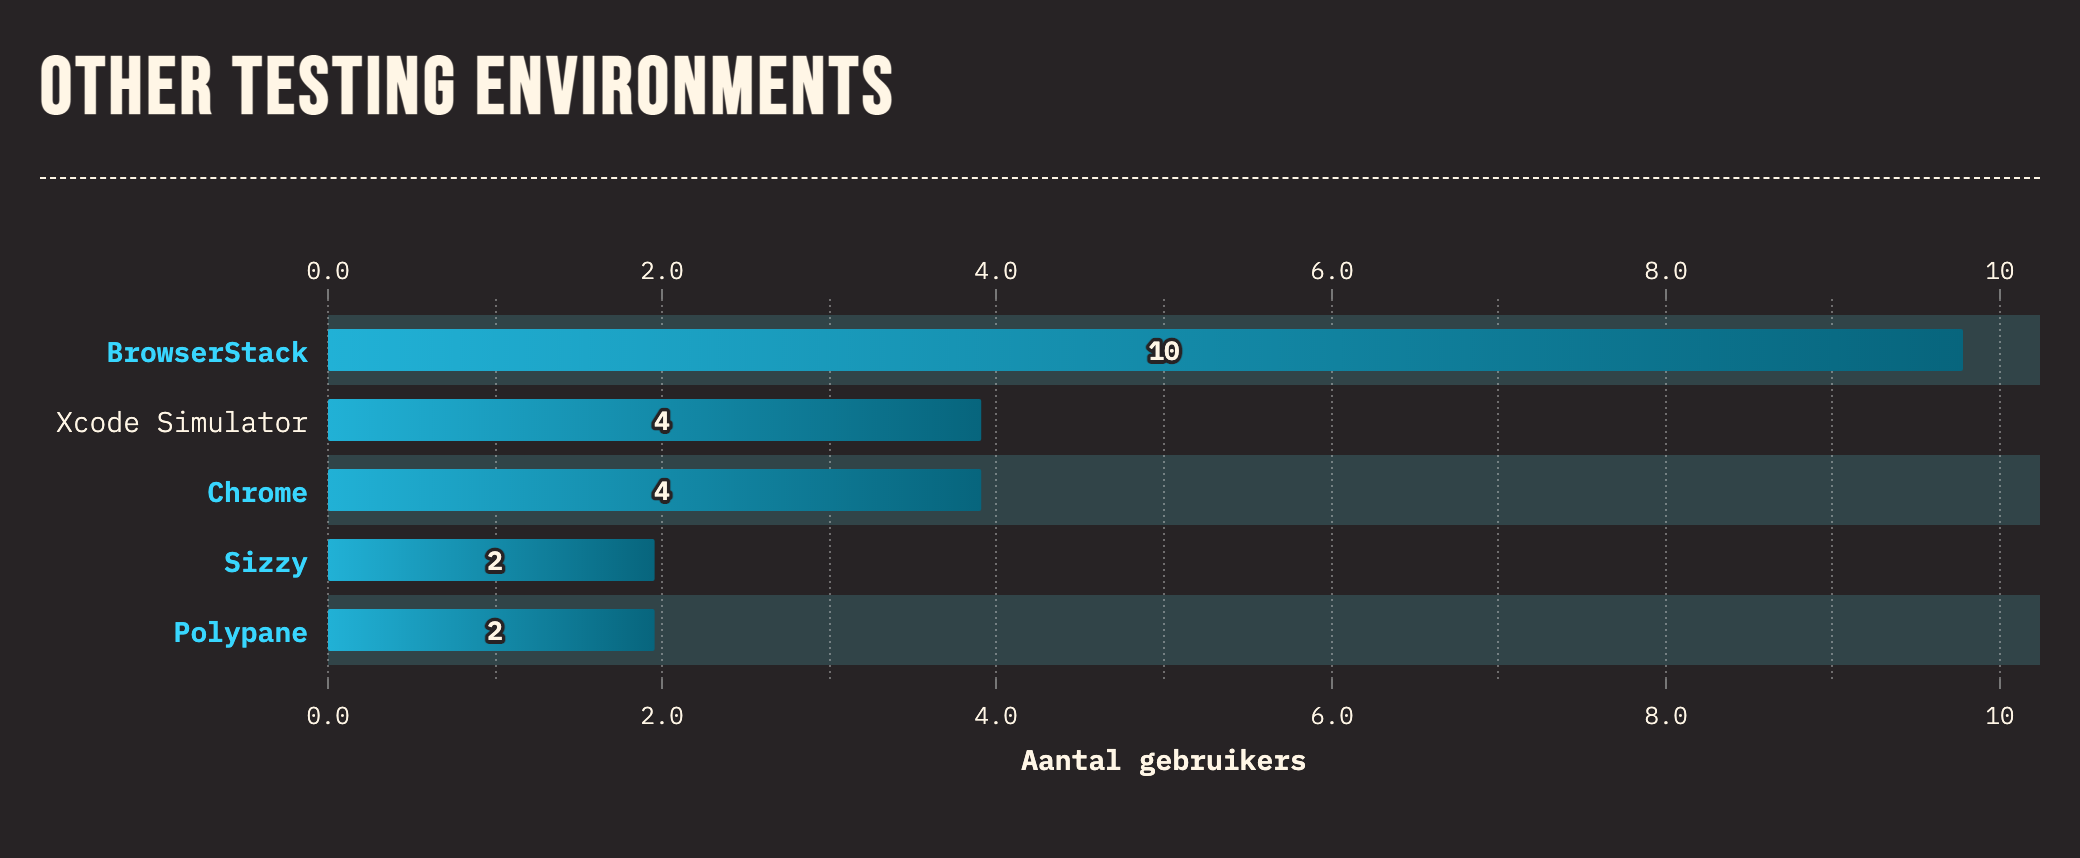 OTHER TESTING ENVIRONMENTS
0.0 2.0 4.0 6.0 8.0 10
BrowserStack 10
Xcode Simulator 4
Chrome 4
Sizzy 2
Polypane 2
0.0 2.0 4.0 6.0 8.0 10
Aantal gebruikers